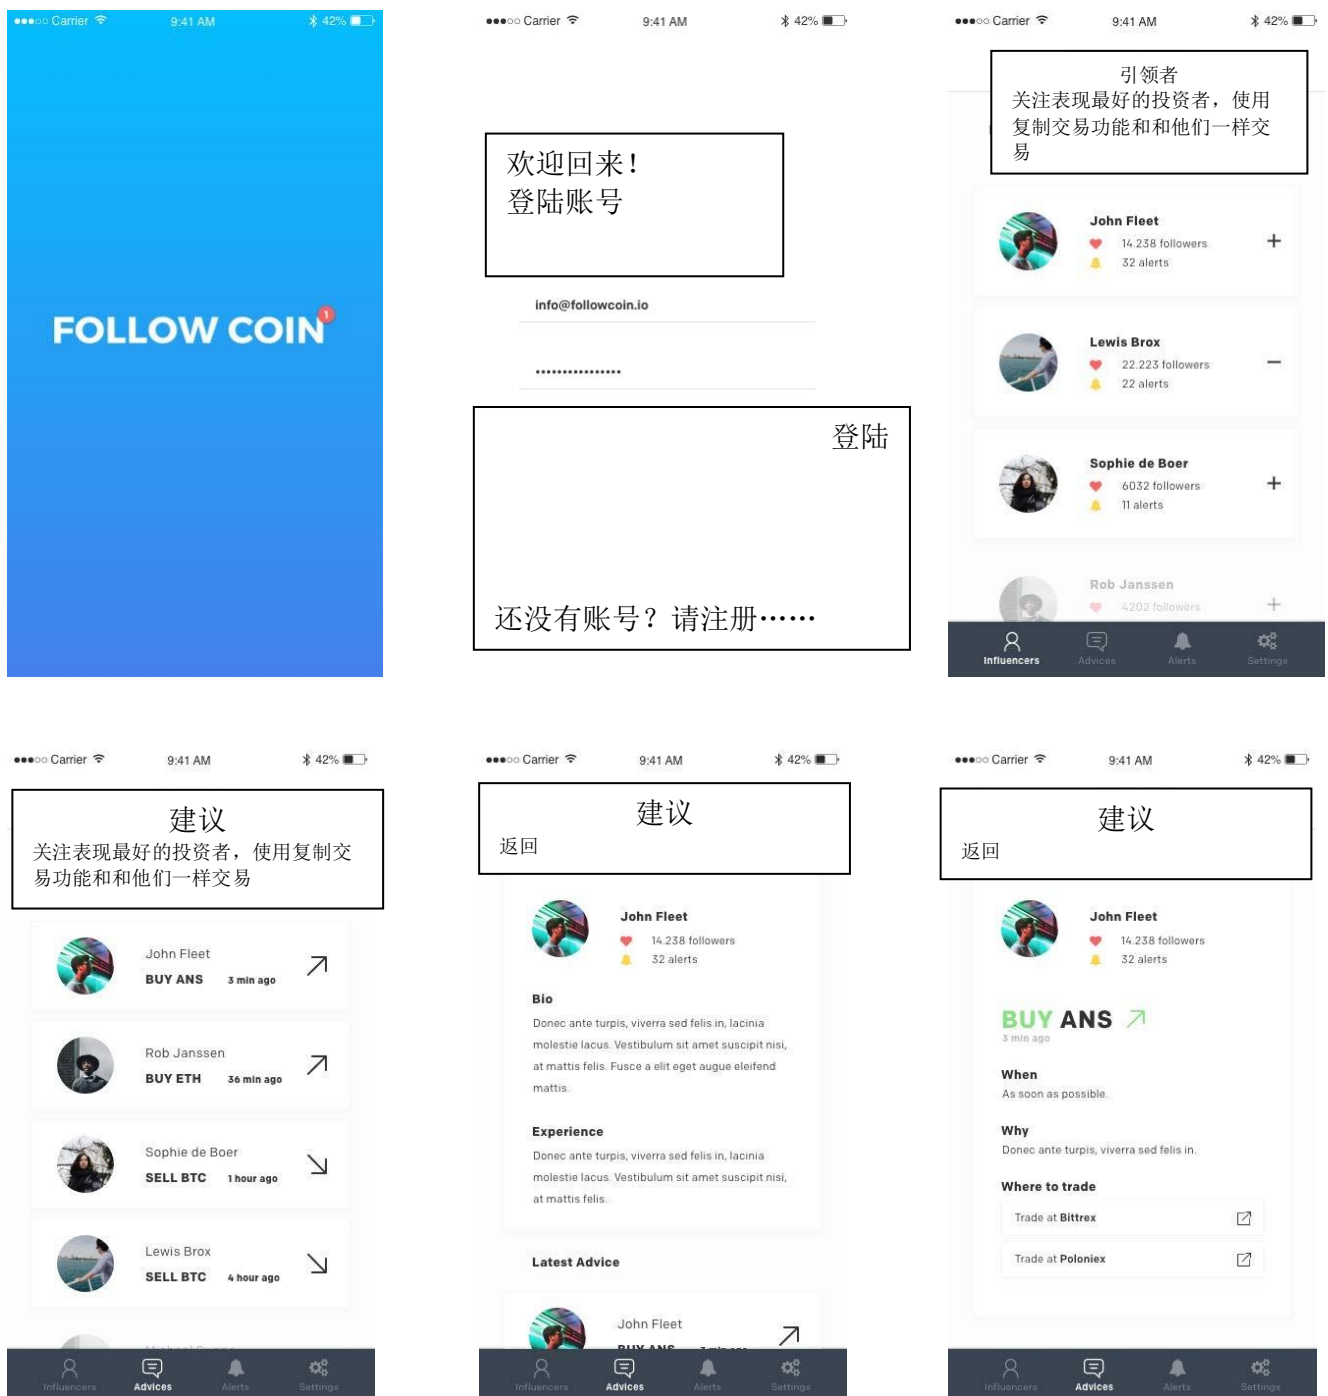 Carrier 9:41 AM 42%
FOLLOW COIN 1
Carrier 9:41 AM 42%
欢迎回来！
登陆账号
info@followcoin.io
登陆
还没有账号？请注册……
Carrier 9:41 AM 42%
引领者
关注表现最好的投资者，使用
复制交易功能和和他们一样交
易
John Fleet
14.238 followers
32 alerts
Lewis Brox
22.223 followers
22 alerts
Sophie de Boer
6032 followers
11 alerts
Rob Janssen
4202 followers
Influencers Advices Alerts Settings
Carrier 9:41 AM 42%
建议
关注表现最好的投资者，使用复制交
易功能和和他们一样交易
John Fleet
BUY ANS 3 min ago
Rob Janssen
BUY ETH 36 min ago
Sophie de Boer
SELL BTC 1 hour ago
Lewis Brox
SELL BTC 4 hour ago
Influencers Advices Alerts Settings
Carrier 9:41 AM 42%
建议
返回
John Fleet
14.238 followers
32 alerts
Bio
Donec ante turpis, viverra sed felis in, lacinia
molestie lacus. Vestibulum sit amet suscipit nisi,
at mattis felis. Fusce a elit eget augue eleifend
mattis.
Experience
Donec ante turpis, viverra sed felis in, lacinia
molestie lacus. Vestibulum sit amet suscipit nisi,
at mattis felis.
Latest Advice
John Fleet
BUY ANS 3 min ago
Influencers Advices Alerts Settings
Carrier 9:41 AM 42%
建议
返回
John Fleet
14.238 followers
32 alerts
BUY ANS
3 min ago
When
As soon as possible.
Why
Donec ante turpis, viverra sed felis in.
Where to trade
Trade at Bittrex
Trade at Poloniex
Influencers Advices Alerts Settings